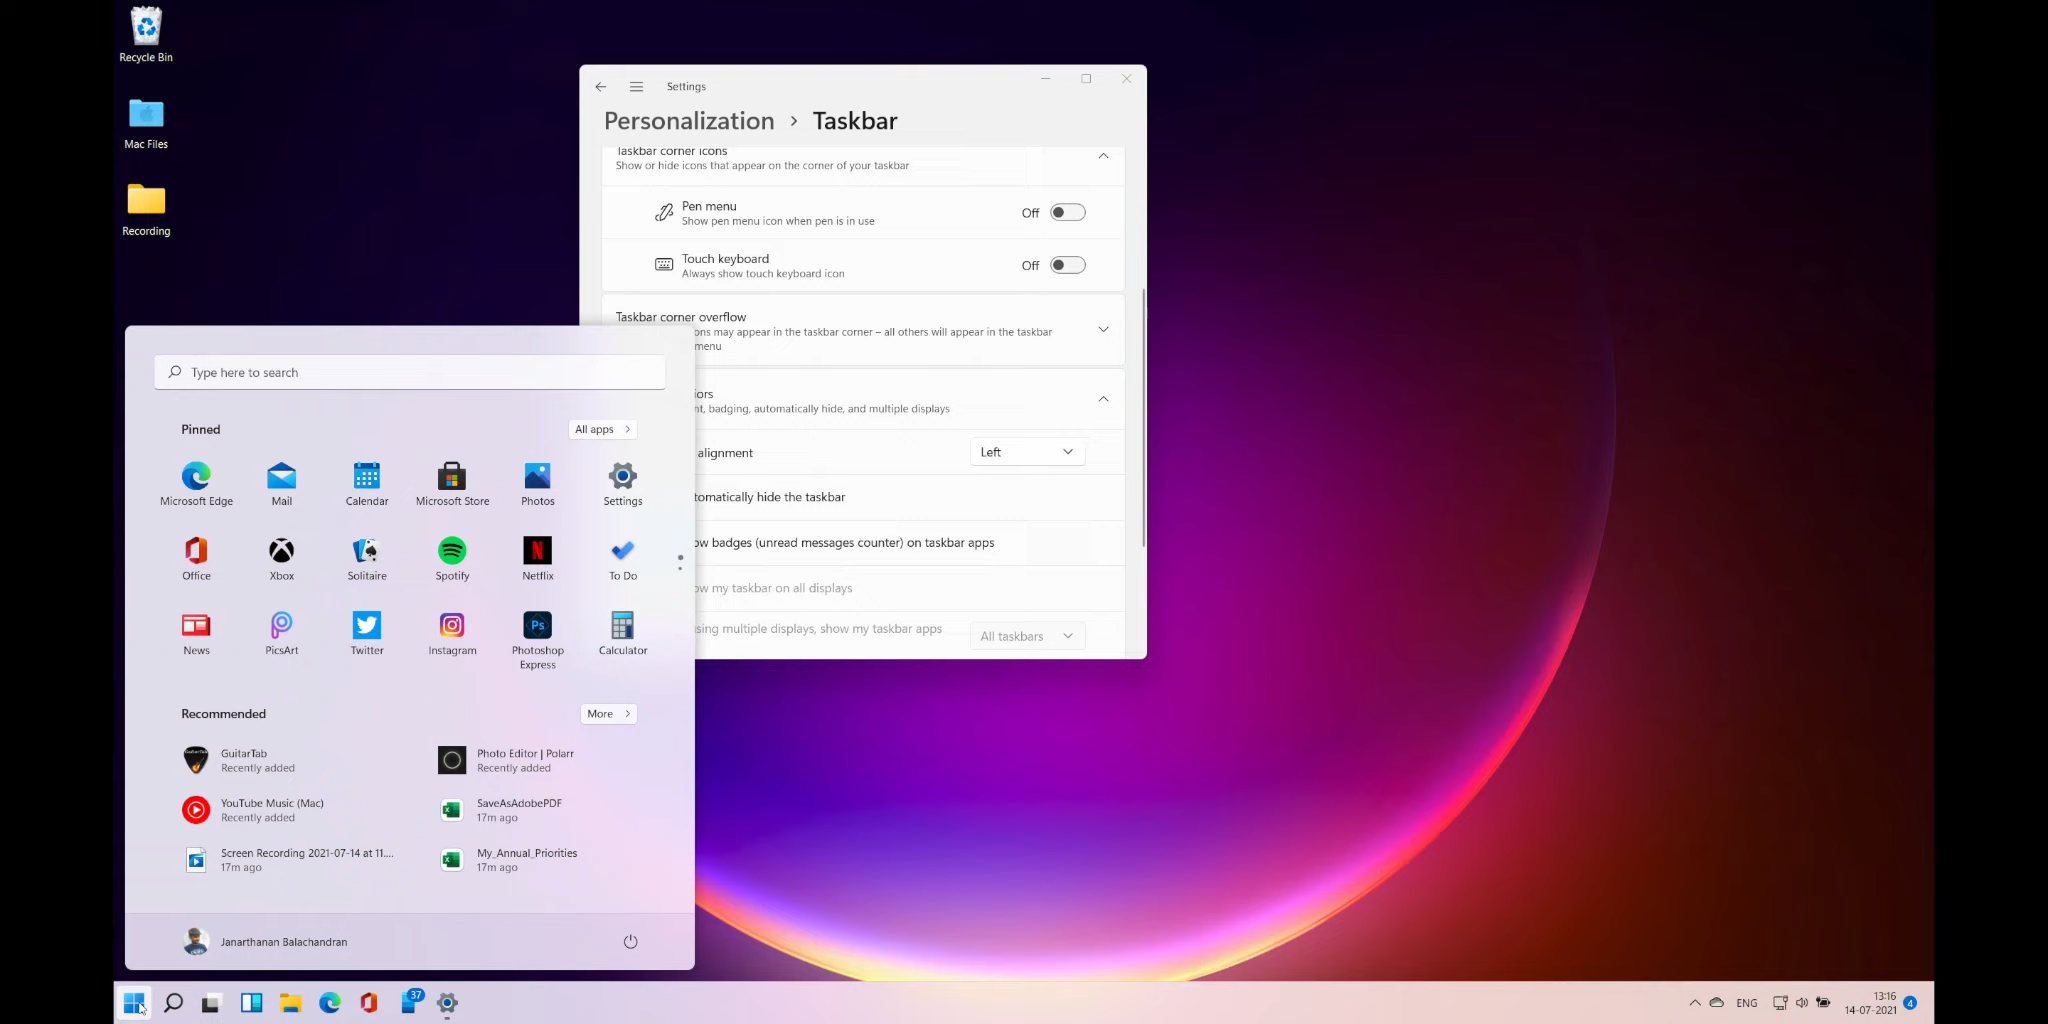 Recycle Bin
Mac Files
Recording
Settings
Personalization > Taskbar
Taskbar corner icons
Show or hide icons that appear on the corner of your taskbar
Pen menu
Show pen menu icon when pen is in use
Off
Touch keyboard
Always show touch keyboard icon
Off
Taskbar corner overflow
ons may appear in the taskbar corner – all others will appear in the taskbar
menu
iors
nt, badging, automatically hide, and multiple displays
alignment
Left
tomatically hide the taskbar
ow badges (unread messages counter) on taskbar apps
ow my taskbar on all displays
sing multiple displays, show my taskbar apps
All taskbars
Type here to search
Pinned
All apps >
Microsoft Edge
Mail
Calendar
Microsoft Store
Photos
Settings
Office
Xbox
Solitaire
Spotify
Netflix
To Do
News
PicsArt
Twitter
Instagram
Photoshop
Express
Calculator
Recommended
More >
GuitarTab
Recently added
Photo Editor | Polarr
Recently added
YouTube Music (Mac)
Recently added
SaveAsAdobePDF
17m ago
Screen Recording 2021-07-14 at 11....
17m ago
My_Annual_Priorities
17m ago
Janarthanan Balachandran
37
ENG
13:16
14-07-2021
4